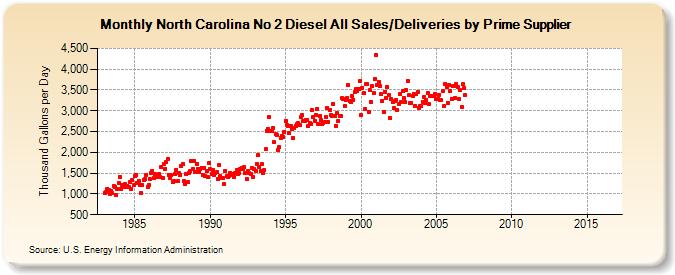 Monthly North Carolina No 2 Diesel All Sales/Deliveries by Prime Supplier
Thousand Gallons per Day
4,500
4,000
3,500
3,000
2,500
2,000
1,500
1,000
500
1985 1990 1995 2000 2005 2010 2015
Source: U.S. Energy Information Administration